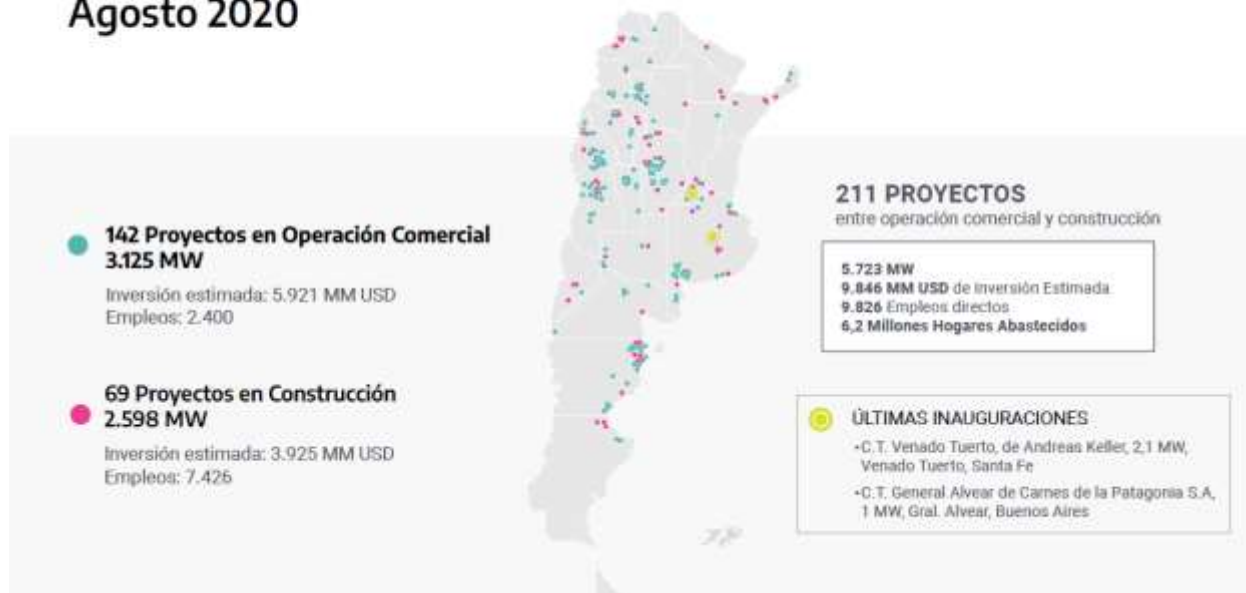 Agosto 2020
142 Proyectos en Operación Comercial
3.125 MW
Inversión estimada: 5.921 MM USD
Empleos: 2.400
69 Proyectos en Construcción
2.598 MW
Inversión estimada: 3.925 MM USD
Empleos: 7.426
211 PROYECTOS
entre operación comercial y construcción
5.723 MW
9.846 MM USD de Inversión Estimada
9.826 Empleos directos
6,2 Millones Hogares Abastecidos
ÚLTIMAS INAUGURACIONES
•C.T. Venado Tuerto, de Andreas Keller, 2,1 MW,
Venado Tuerto, Santa Fe
•C.T. General Alvear de Carnes de la Patagonia S.A,
1 MW, Gral. Alvear, Buenos Aires